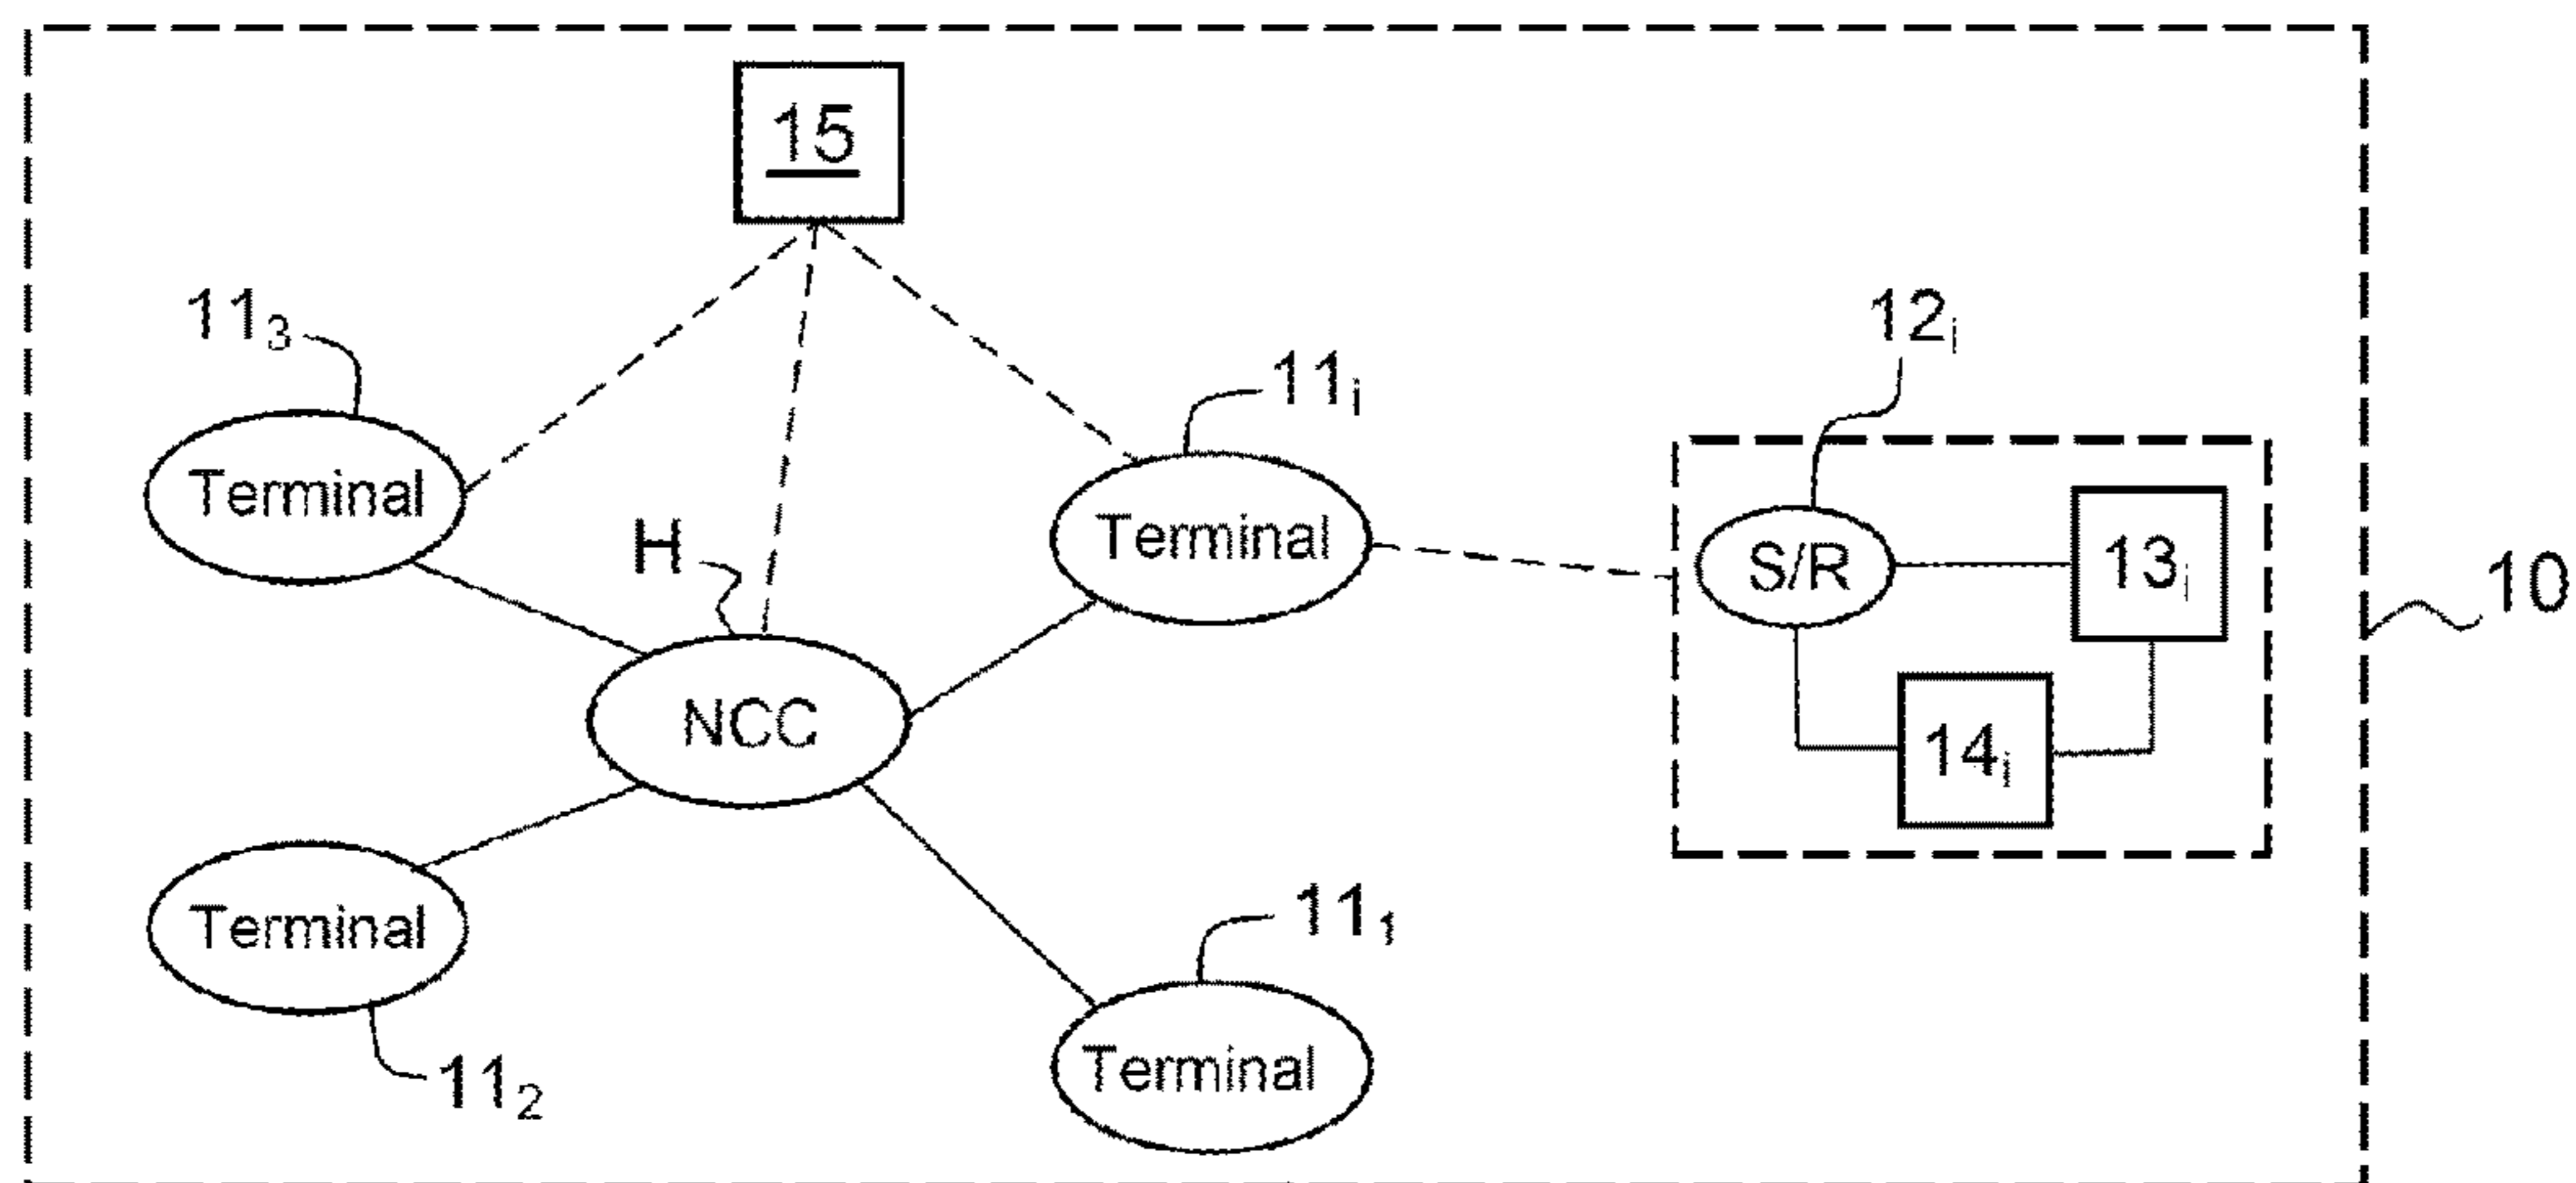 15
11₃
12ᵢ
11ᵢ
Terminal
H
Terminal
S/R
13ᵢ
10
NCC
14ᵢ
Terminal
11₁
11₂
Terminal